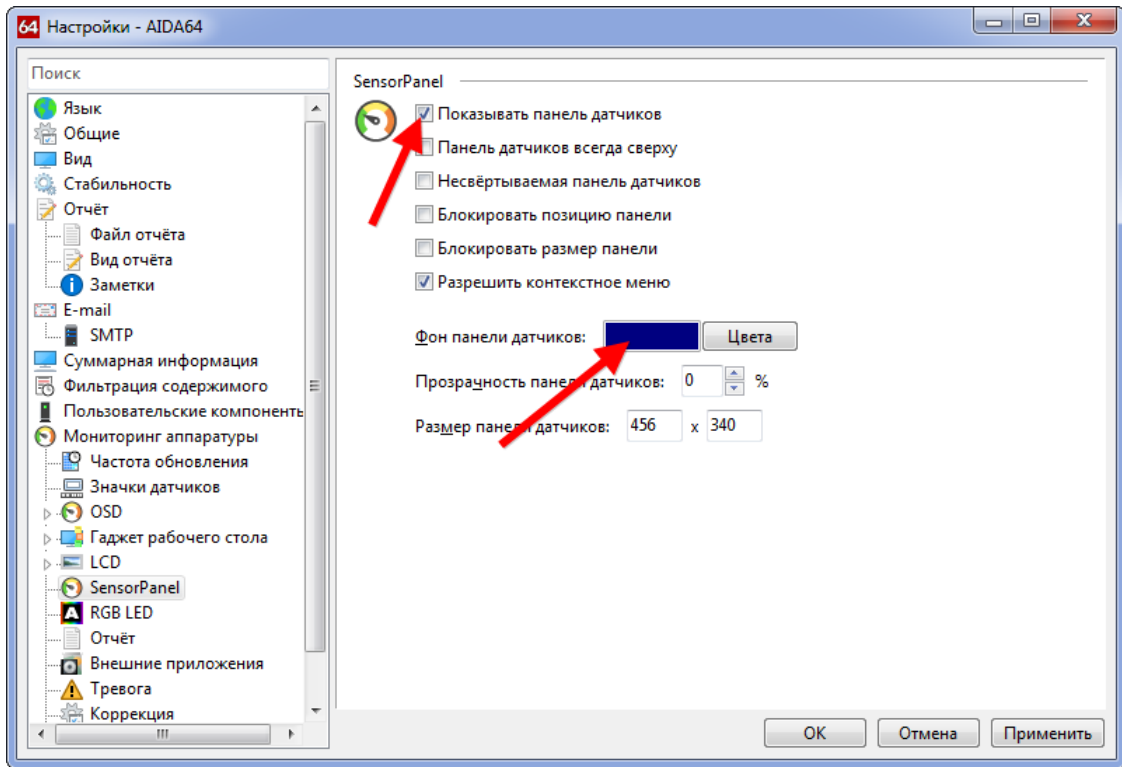 64 Настройки - AIDA64
Поиск
Язык
Общие
Вид
Стабильность
Отчёт
Файл отчёта
Вид отчёта
Заметки
E-mail
SMTP
Суммарная информация
Фильтрация содержимого
Пользовательские компоненты
Мониторинг аппаратуры
Частота обновления
Значки датчиков
OSD
Гаджет рабочего стола
LCD
SensorPanel
RGB LED
Отчёт
Внешние приложения
Тревога
Коррекция
SensorPanel
Показывать панель датчиков
Панель датчиков всегда сверху
Несвёртываемая панель датчиков
Блокировать позицию панели
Блокировать размер панели
Разрешить контекстное меню
Фон панели датчиков: Цвета
Прозрачность панели датчиков: 0 %
Размер панели датчиков: 456 x 340
OK Отмена Применить